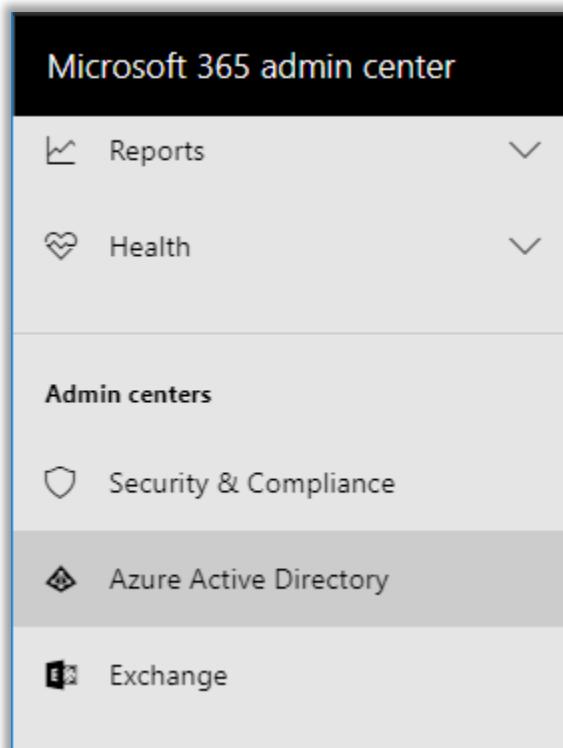 Microsoft 365 admin center
Reports
Health
Admin centers
Security & Compliance
Azure Active Directory
Exchange